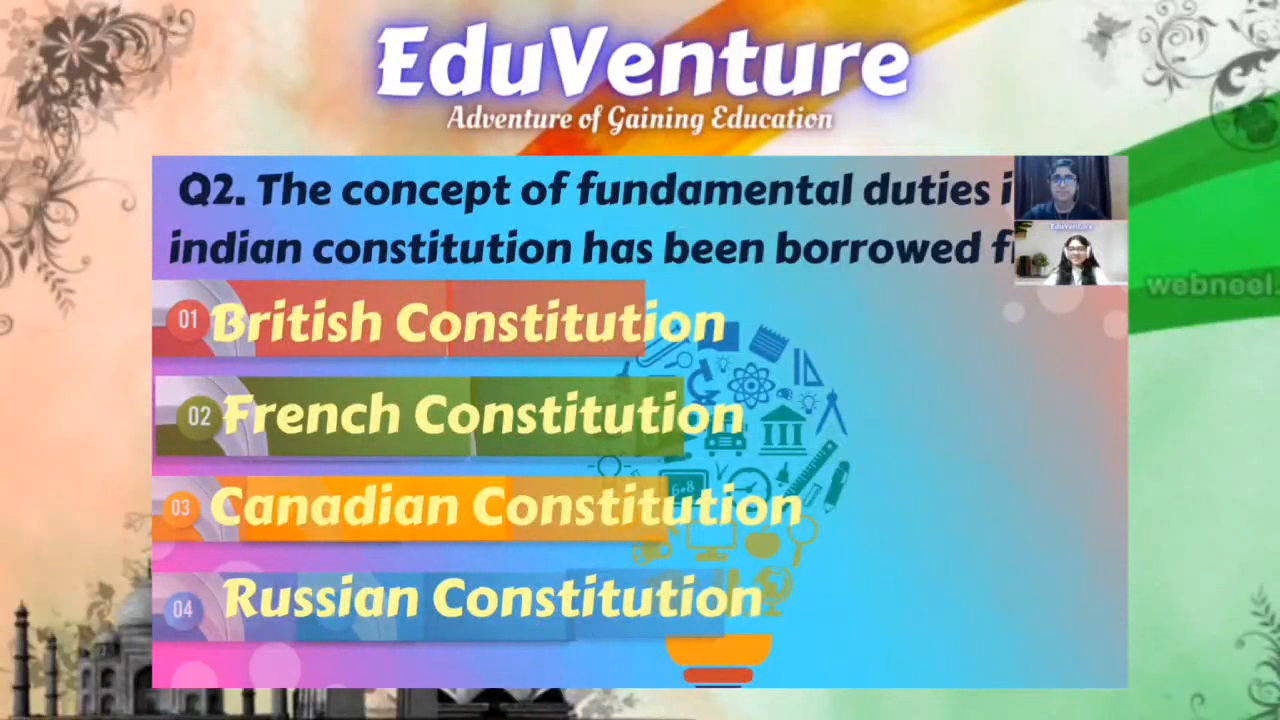 EduVenture
Adventure of Gaining Education
Q2. The concept of fundamental duties i
indian constitution has been borrowed f
EduVenture
webneel.
01 British Constitution
02 French Constitution
03 Canadian Constitution
04 Russian Constitution